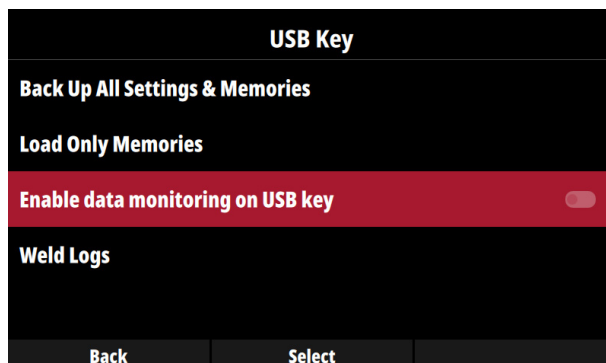 USB Key
Back Up All Settings & Memories
Load Only Memories
Enable data monitoring on USB key
Weld Logs
Back Select